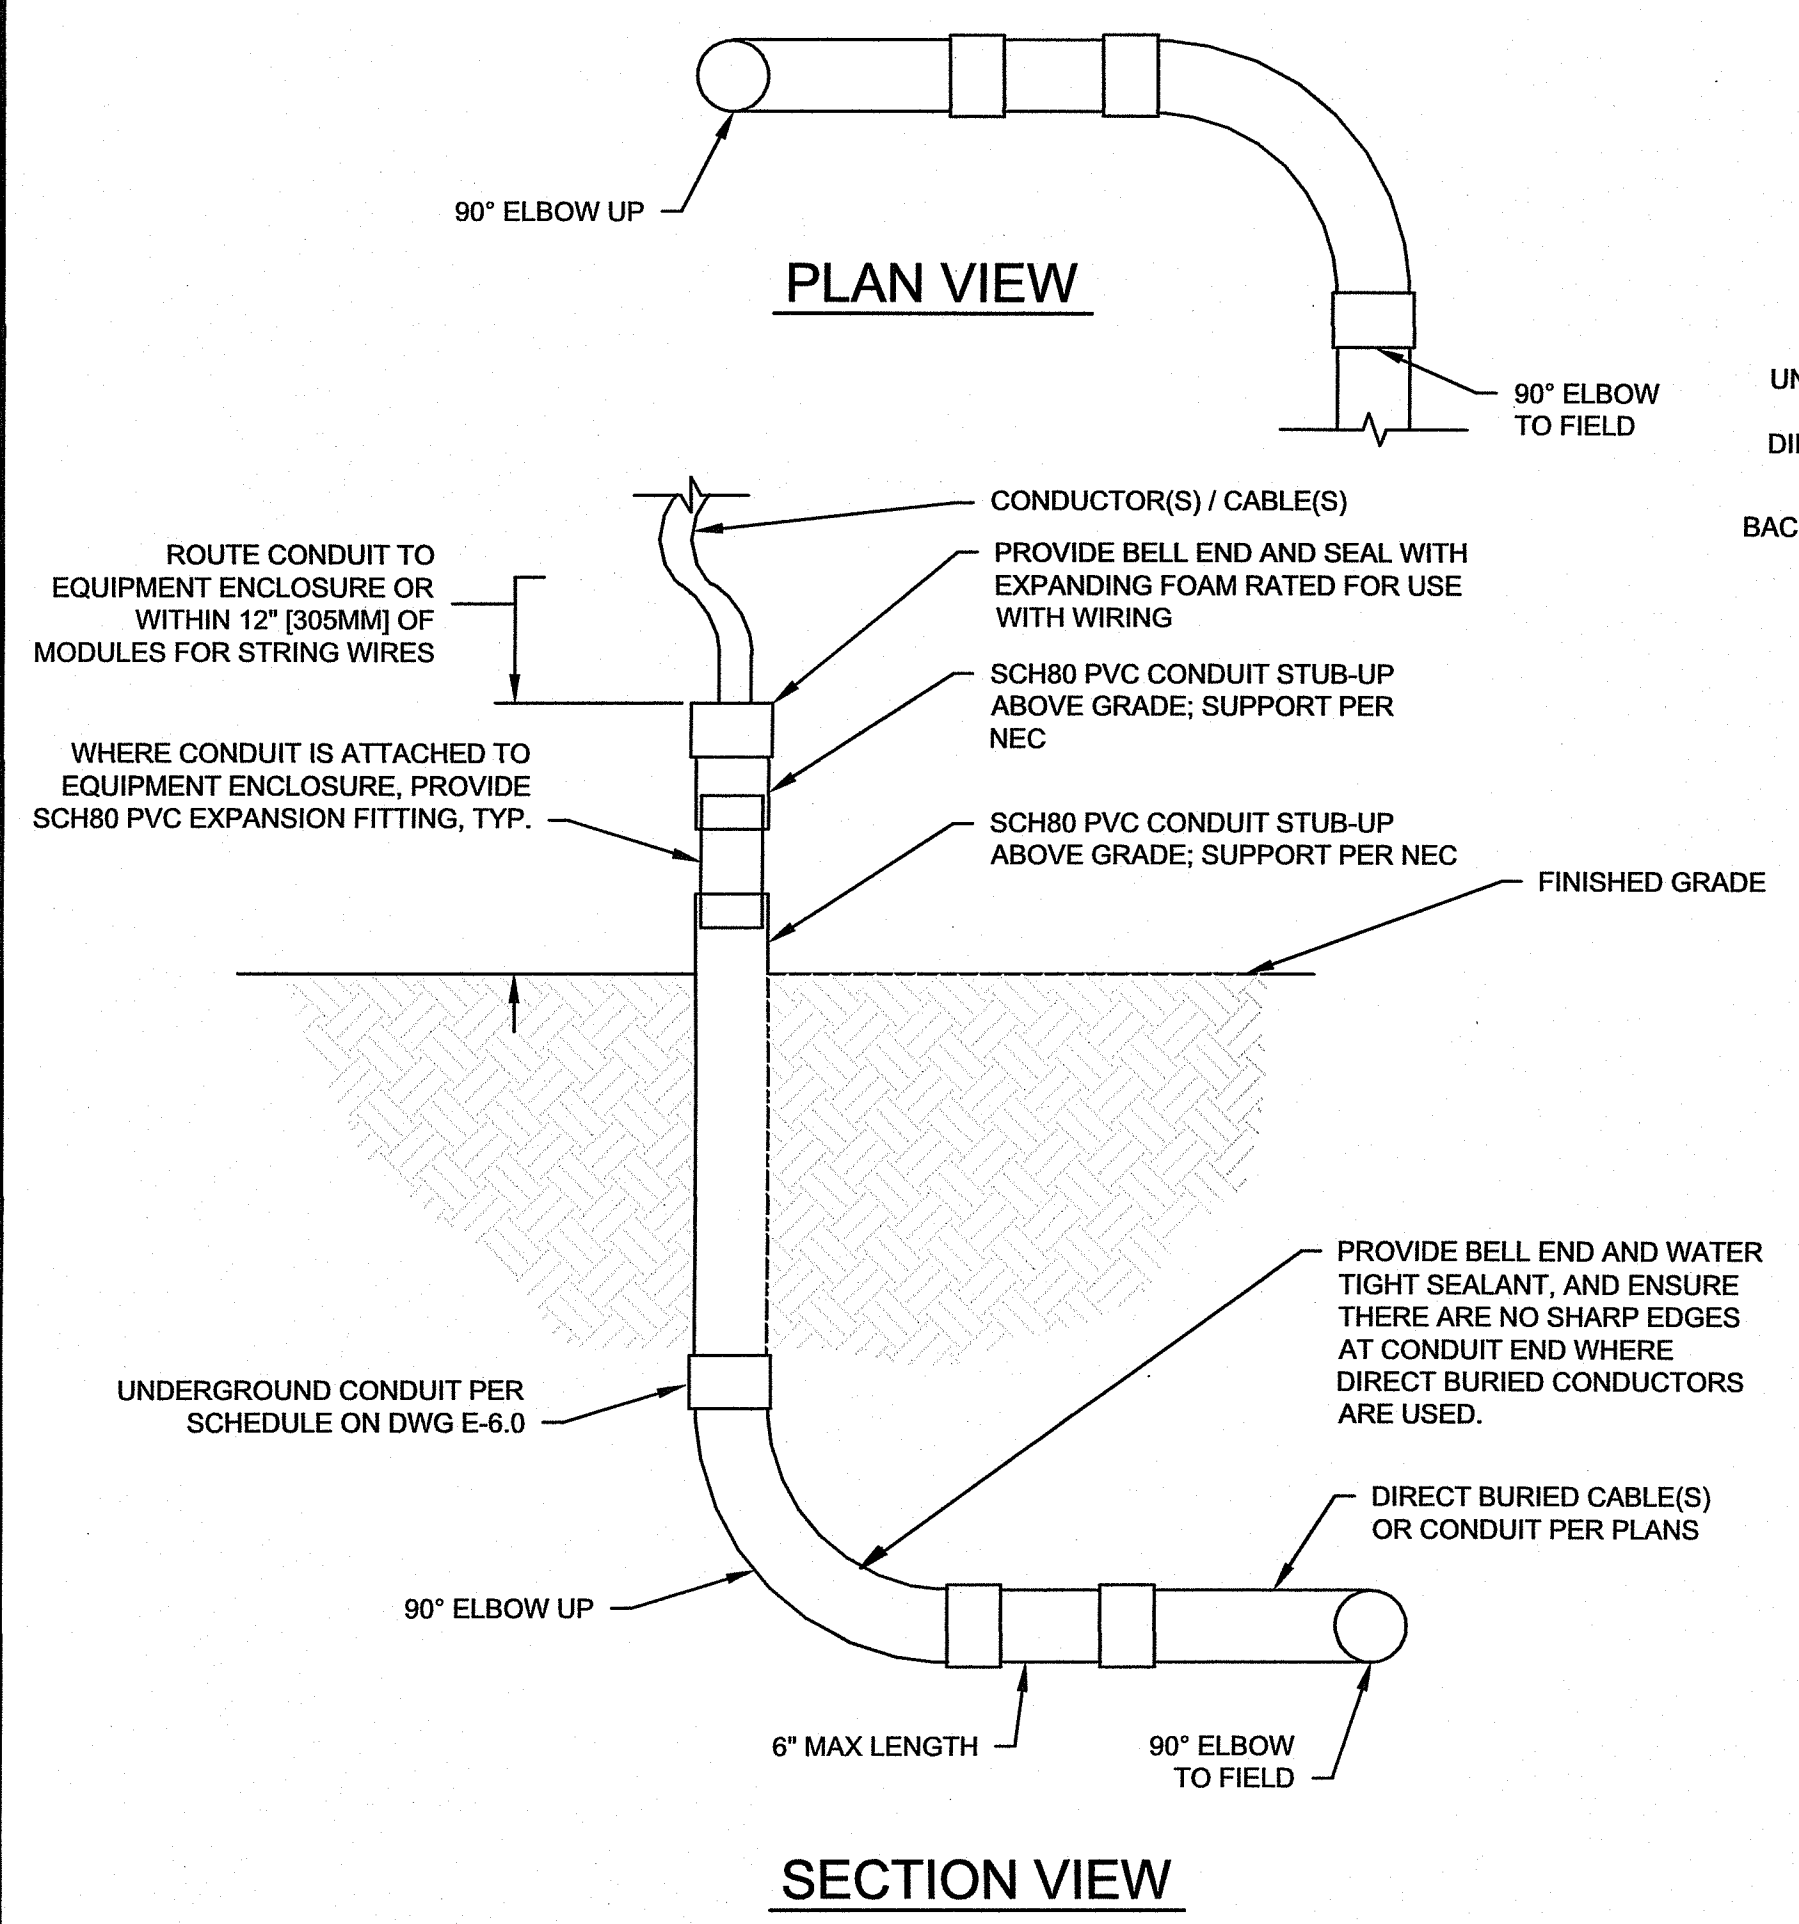 90° ELBOW UP
PLAN VIEW
90° ELBOW
TO FIELD
UN
DI
BAC
CONDUCTOR(S) / CABLE(S)
ROUTE CONDUIT TO
EQUIPMENT ENCLOSURE OR
WITHIN 12" [305MM] OF
MODULES FOR STRING WIRES
PROVIDE BELL END AND SEAL WITH
EXPANDING FOAM RATED FOR USE
WITH WIRING
SCH80 PVC CONDUIT STUB-UP
ABOVE GRADE; SUPPORT PER
NEC
WHERE CONDUIT IS ATTACHED TO
EQUIPMENT ENCLOSURE, PROVIDE
SCH80 PVC EXPANSION FITTING, TYP.
SCH80 PVC CONDUIT STUB-UP
ABOVE GRADE; SUPPORT PER NEC
FINISHED GRADE
PROVIDE BELL END AND WATER
TIGHT SEALANT, AND ENSURE
THERE ARE NO SHARP EDGES
AT CONDUIT END WHERE
DIRECT BURIED CONDUCTORS
ARE USED.
UNDERGROUND CONDUIT PER
SCHEDULE ON DWG E-6.0
DIRECT BURIED CABLE(S)
OR CONDUIT PER PLANS
90° ELBOW UP
6" MAX LENGTH
90° ELBOW
TO FIELD
SECTION VIEW